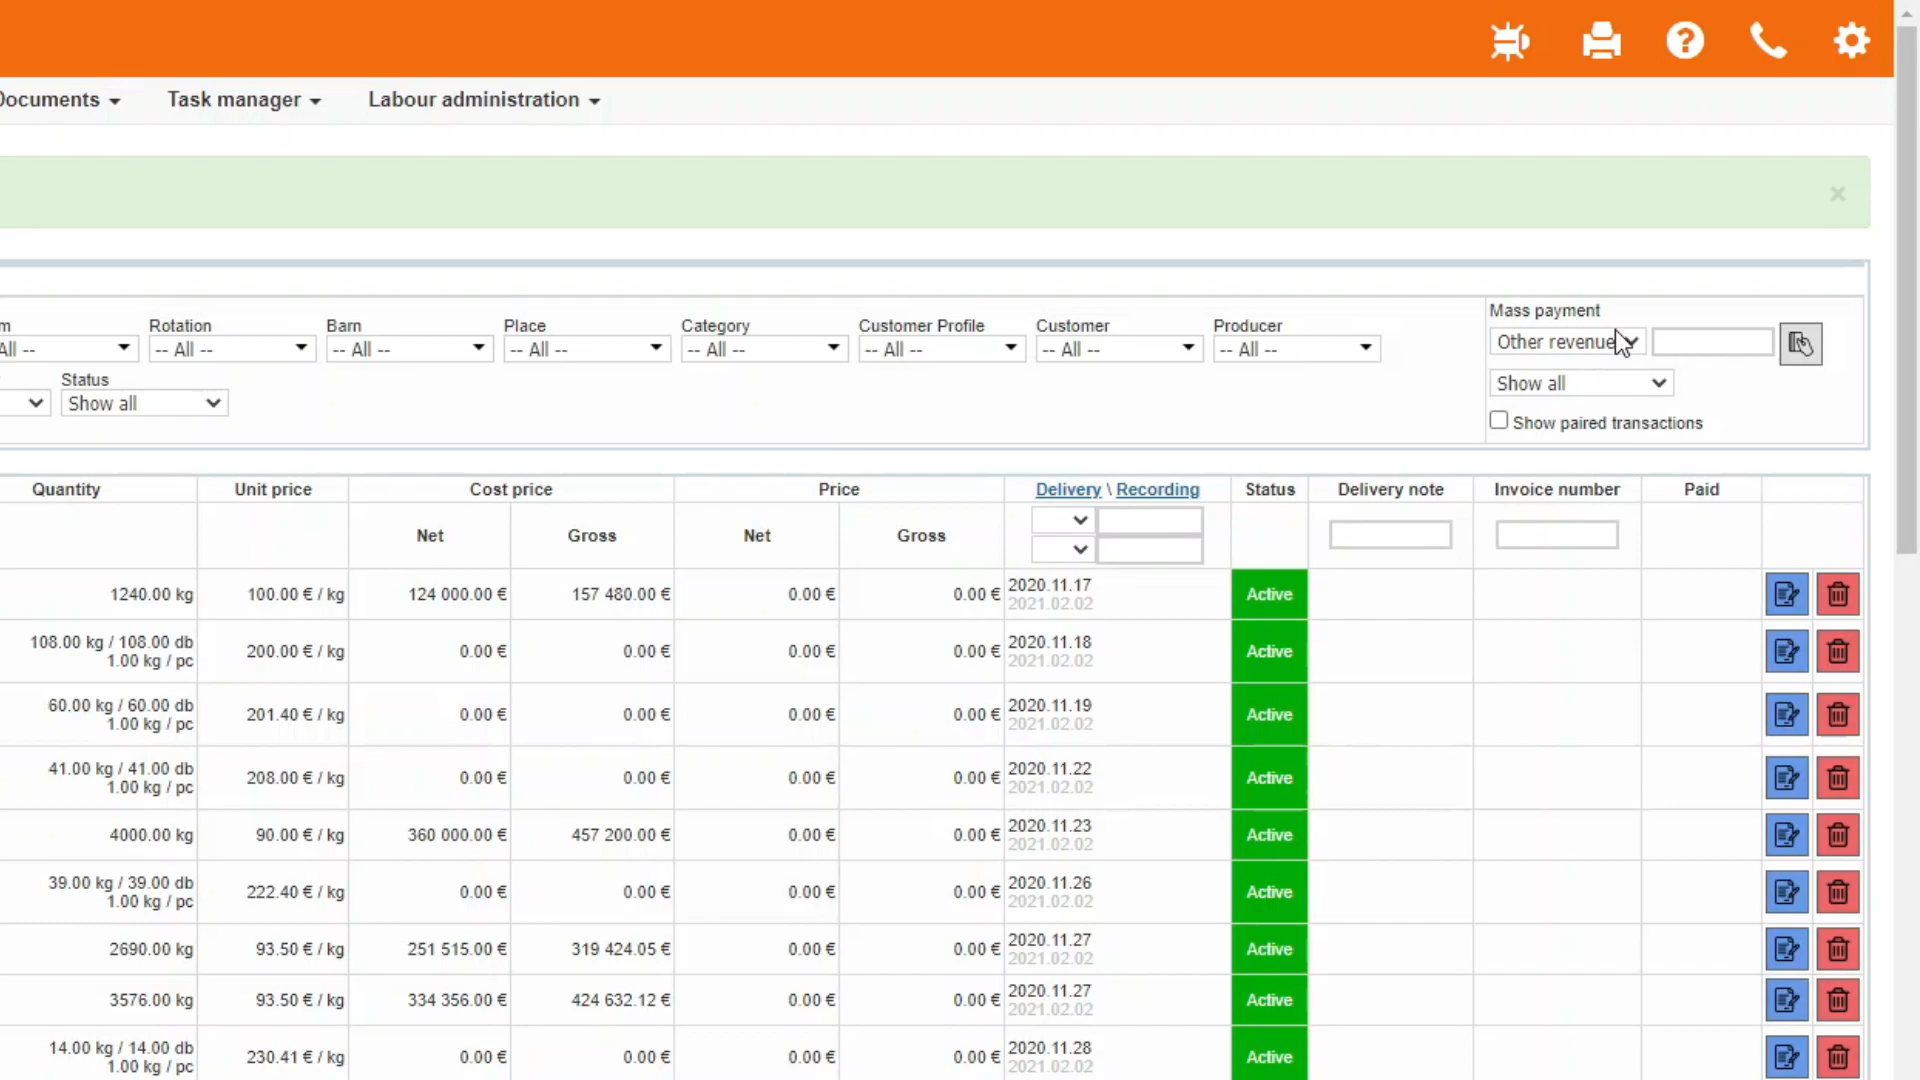 Documents
Task manager
Labour administration
×
Mass payment
Rotation
Barn
Place
Category
Customer Profile
Customer
Producer
Other revenue
All --
-- All --
-- All --
-- All --
-- All --
-- All --
-- All --
-- All --
Status
Show all
Show all
Show paired transactions
Quantity Unit price Cost price Price Delivery \ Recording Status Delivery note Invoice number Paid
Net Gross Net Gross
1240.00 kg 100.00 € / kg 124 000.00 € 157 480.00 € 0.00 € 0.00 € 2020.11.17 Active
2021.02.02
108.00 kg / 108.00 db 2020.11.18
200.00 € / kg 0.00 € 0.00 € 0.00 € 0.00 € Active
1.00 kg / pc 2021.02.02
60.00 kg / 60.00 db 2020.11.19
201.40 € / kg 0.00 € 0.00 € 0.00 € 0.00 € Active
1.00 kg / pc 2021.02.02
41.00 kg / 41.00 db 2020.11.22
208.00 € / kg 0.00 € 0.00 € 0.00 € 0.00 € Active
1.00 kg / pc 2021.02.02
4000.00 kg 90.00 € / kg 360 000.00 € 457 200.00 € 0.00 € 0.00 € 2020.11.23 Active
2021.02.02
39.00 kg / 39.00 db 2020.11.26
222.40 € / kg 0.00 € 0.00 € 0.00 € 0.00 € Active
1.00 kg / pc 2021.02.02
2690.00 kg 93.50 € / kg 251 515.00 € 319 424.05 € 0.00 € 0.00 € 2020.11.27 Active
2021.02.02
3576.00 kg 93.50 € / kg 334 356.00 € 424 632.12 € 0.00 € 0.00 € 2020.11.27 Active
2021.02.02
14.00 kg / 14.00 db 2020.11.28
230.41 € / kg 0.00 € 0.00 € 0.00 € 0.00 € Active
1.00 kg / pc 2021.02.02